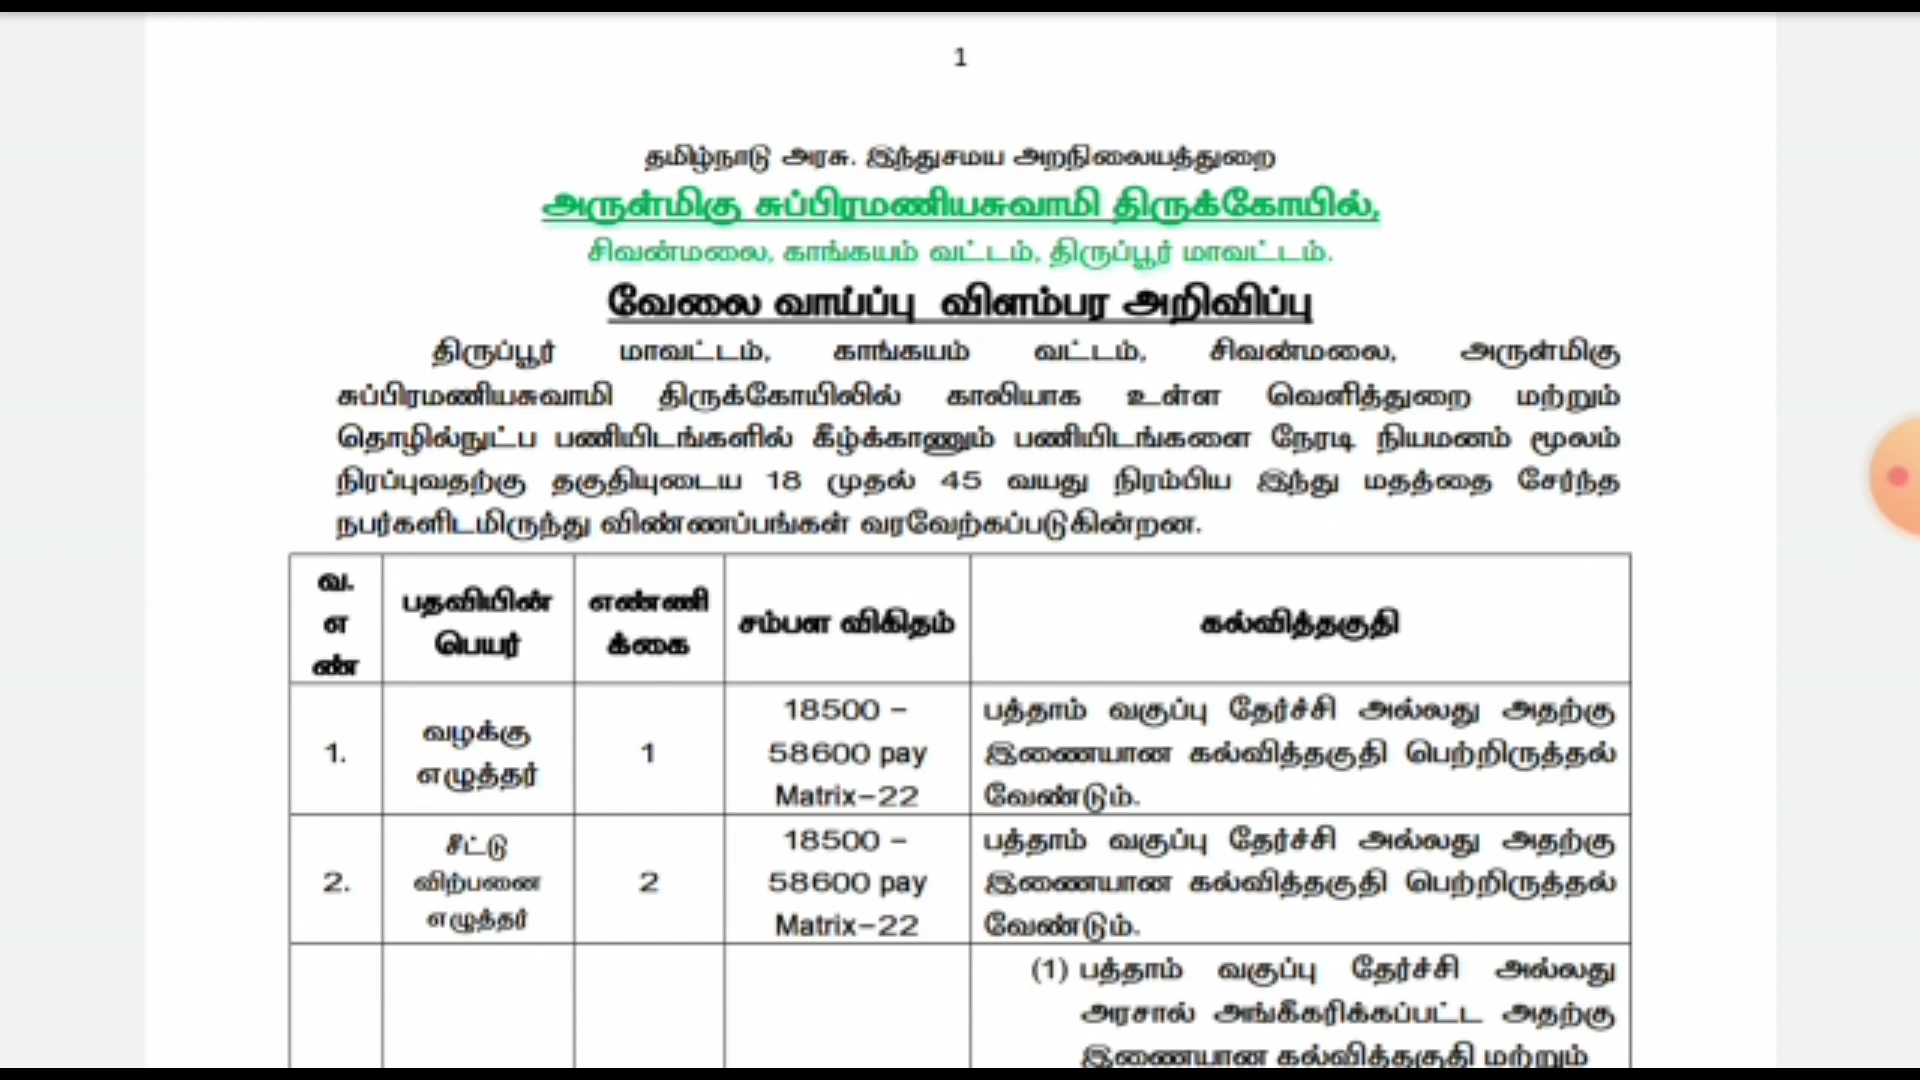 1
தமிழ்நாடு அரசு. இந்துசமய அறநிலையத்துறை
அருள்மிகு சுப்பிரமணியசுவாமி திருக்கோயில்,
சிவன்மலை, காங்கயம் வட்டம், திருப்பூர் மாவட்டம்.
வேலை வாய்ப்பு விளம்பர அறிவிப்பு
திருப்பூர் மாவட்டம், காங்கயம் வட்டம், சிவன்மலை, அருள்மிகு
சுப்பிரமணியசுவாமி திருக்கோயிலில் காலியாக உள்ள வெளித்துறை மற்றும்
தொழில்நுட்ப பணியிடங்களில் கீழ்க்காணும் பணியிடங்களை நேரடி நியமனம் மூலம்
நிரப்புவதற்கு தகுதியுடைய 18 முதல் 45 வயது நிரம்பிய இந்து மதத்தை சேர்ந்த
நபர்களிடமிருந்து விண்ணப்பங்கள் வரவேற்கப்படுகின்றன.
வ.
எ
ண்
பதவியின்
பெயர்
எண்ணி
க்கை
சம்பள விகிதம்
கல்வித்தகுதி
1.
வழக்கு
எழுத்தர்
1
18500 –
58600 pay
Matrix–22
பத்தாம் வகுப்பு தேர்ச்சி அல்லது அதற்கு
இணையான கல்வித்தகுதி பெற்றிருத்தல்
வேண்டும்.
2.
சீட்டு
விற்பனை
எழுத்தர்
2
18500 –
58600 pay
Matrix–22
பத்தாம் வகுப்பு தேர்ச்சி அல்லது அதற்கு
இணையான கல்வித்தகுதி பெற்றிருத்தல்
வேண்டும்.
(1) பத்தாம் வகுப்பு தேர்ச்சி அல்லது
அரசால் அங்கீகரிக்கப்பட்ட அதற்கு
இணையான கல்வித்தகுதி மற்றும்